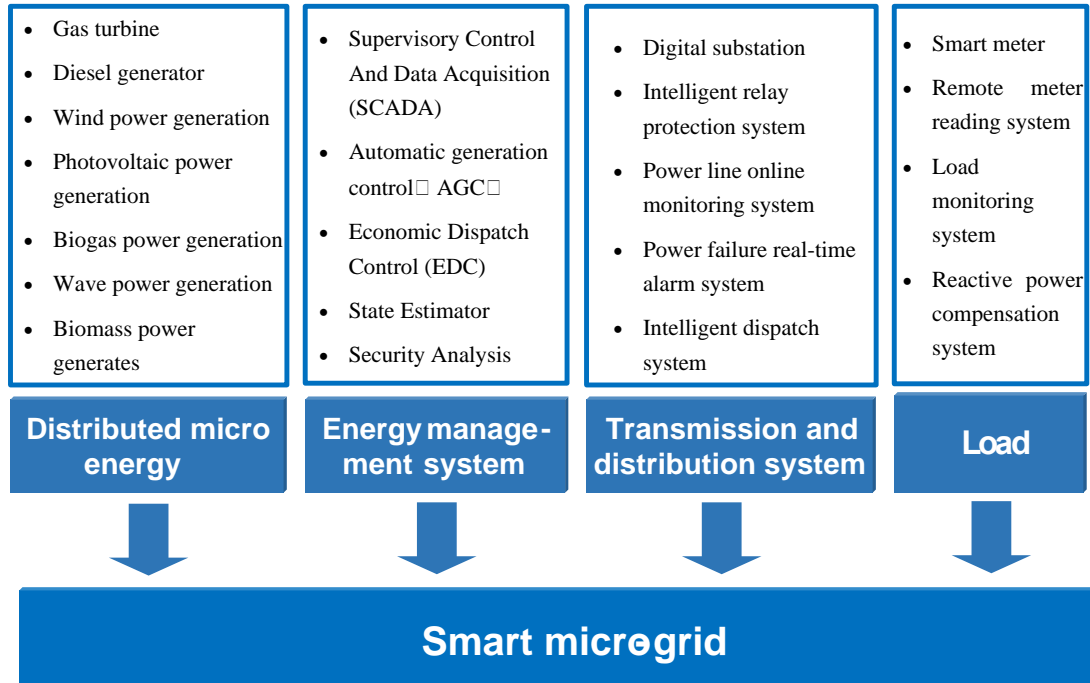 • Gas turbine
• Diesel generator
• Wind power generation
• Photovoltaic power
generation
• Biogas power generation
• Wave power generation
• Biomass power
generates
• Supervisory Control
And Data Acquisition
(SCADA)
• Automatic generation
control□ AGC□
• Economic Dispatch
Control (EDC)
• State Estimator
• Security Analysis
• Digital substation
• Intelligent relay
protection system
• Power line online
monitoring system
• Power failure real-time
alarm system
• Intelligent dispatch
system
• Smart meter
• Remote meter
reading system
• Load
monitoring
system
• Reactive power
compensation
system
Distributed micro
energy
Energy manage-
ment system
Transmission and
distribution system
Load
Smart microgrid